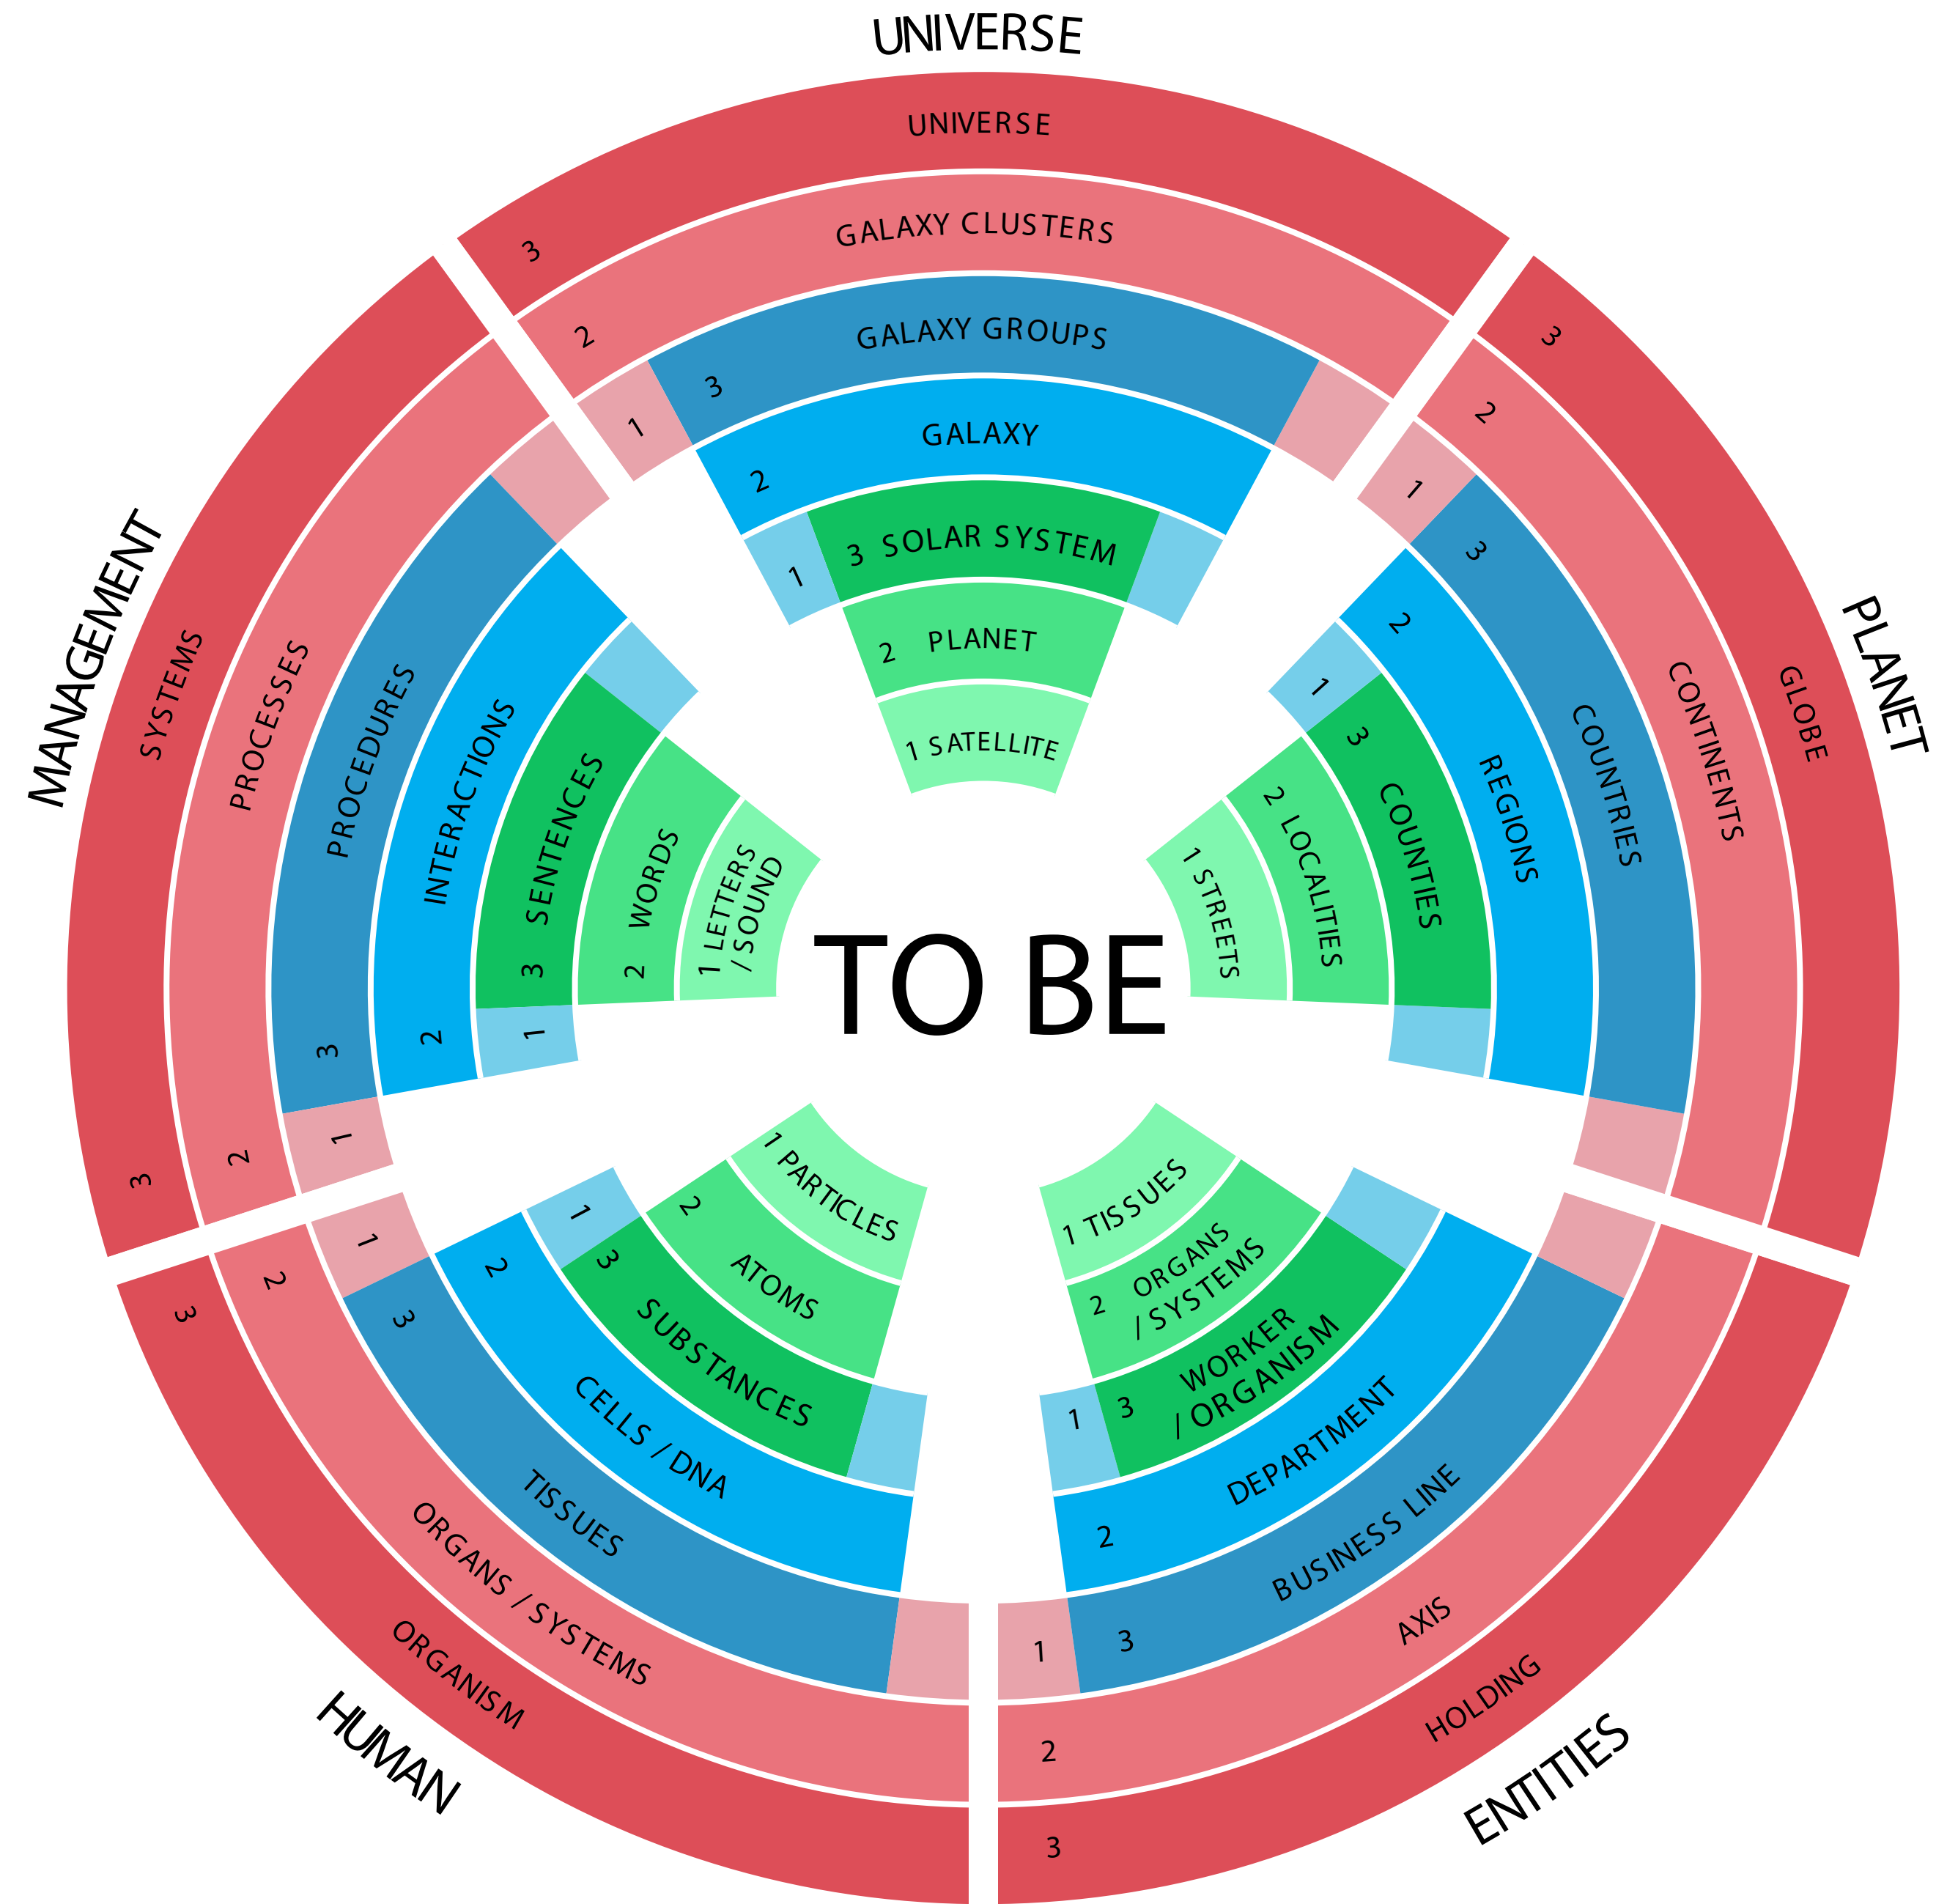 UNIVERSE
UNIVERSE
3
GALAXY CLUSTERS
2
GALAXY GROUPS
3
1
GALAXY
2
3 SOLAR SYSTEM
1
2 PLANET
1 SATELLITE
PLANET
3
GLOBE
2
CONTINENTS
1
3
COUNTRIES
2
REGIONS
1
3
COUNTIES
2 LOCALITIES
1 STREETS
TO BE
MANAGEMENT
3
SYSTEMS
2
PROCESSES
1
3
PROCEDURES
2
INTERACTIONS
1
3 SENTENCES
2 WORDS
1 LETTERS
/ SOUND
HUMAN
3
ORGANISM
2
ORGANS / SYSTEMS
1
3
TISSUES
2
CELLS / DNA
1
3
SUBSTANCES
2
ATOMS
1 PARTICLES
ENTITIES
1 TISSUES
2 ORGANS
/ SYSTEMS
1
3 WORKER
/ ORGANISM
2
DEPARTMENT
1
3
BUSINESS LINE
2
AXIS
3
HOLDING